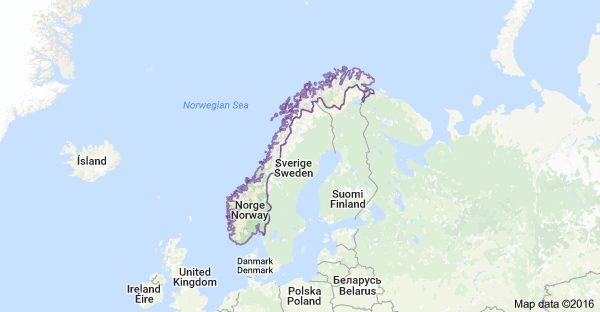 Norwegian Sea
Ísland
Sverige
Sweden
Suomi
Finland
Norge
Norway
Danmark
Denmark
United
Kingdom
Ireland
Éire
Polska
Poland
Беларусь
Belarus
Map data ©2016